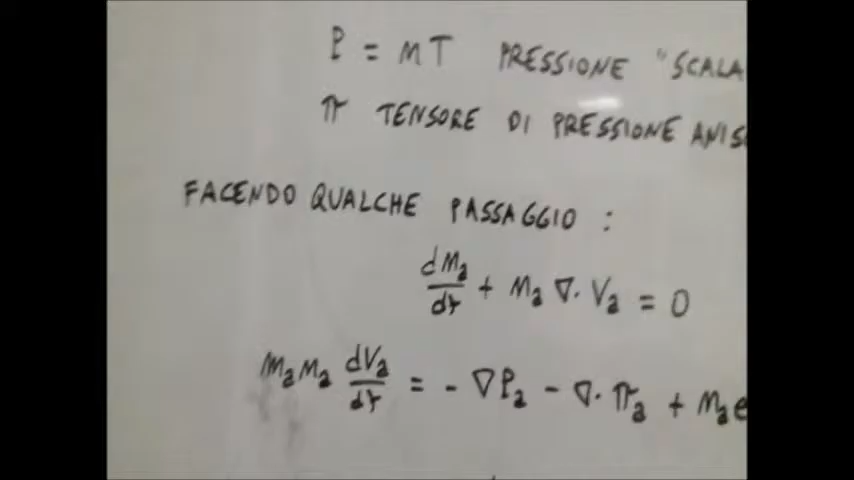 P = nT PRESSIONE "SCALA
π TENSORE DI PRESSIONE ANIS
FACENDO QUALCHE PASSAGGIO :
dn_a/dt + n_a ∇· V_a = 0
m_a n_a dV_a/dt = - ∇P_a - ∇· π_a + n_a e